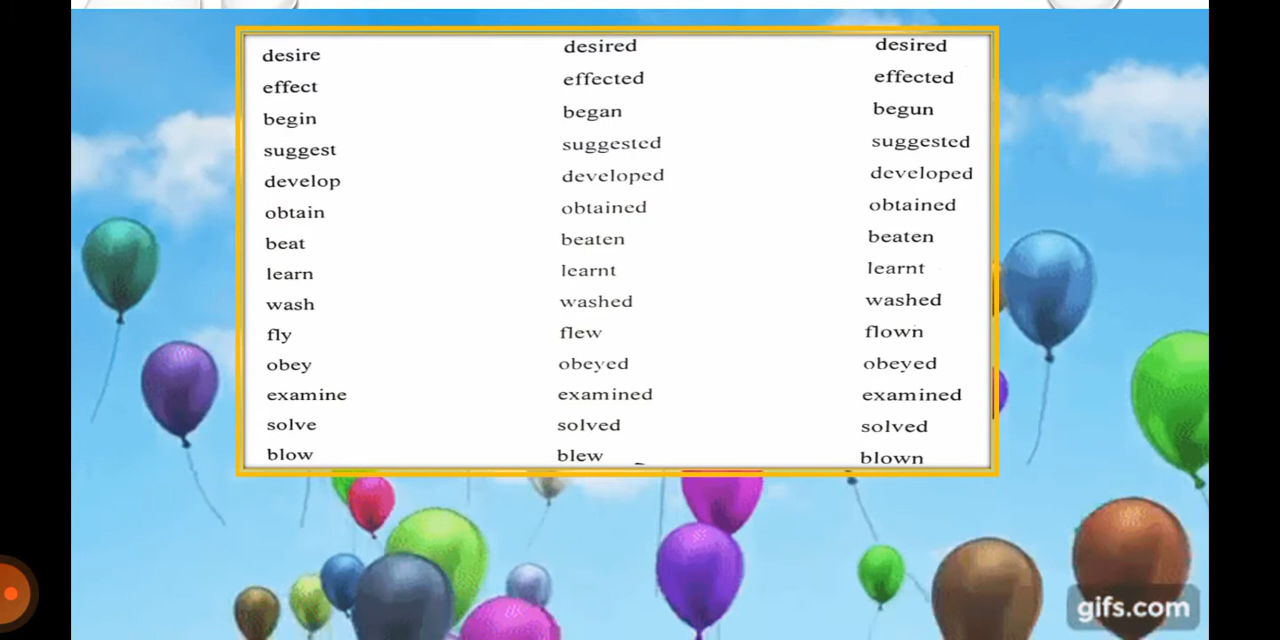 desire desired desired
effect effected effected
begin began begun
suggest suggested suggested
develop developed developed
obtain obtained obtained
beat beaten beaten
learn learnt learnt
wash washed washed
fly flew flown
obey obeyed obeyed
examine examined examined
solve solved solved
blow blew blown
gifs.com